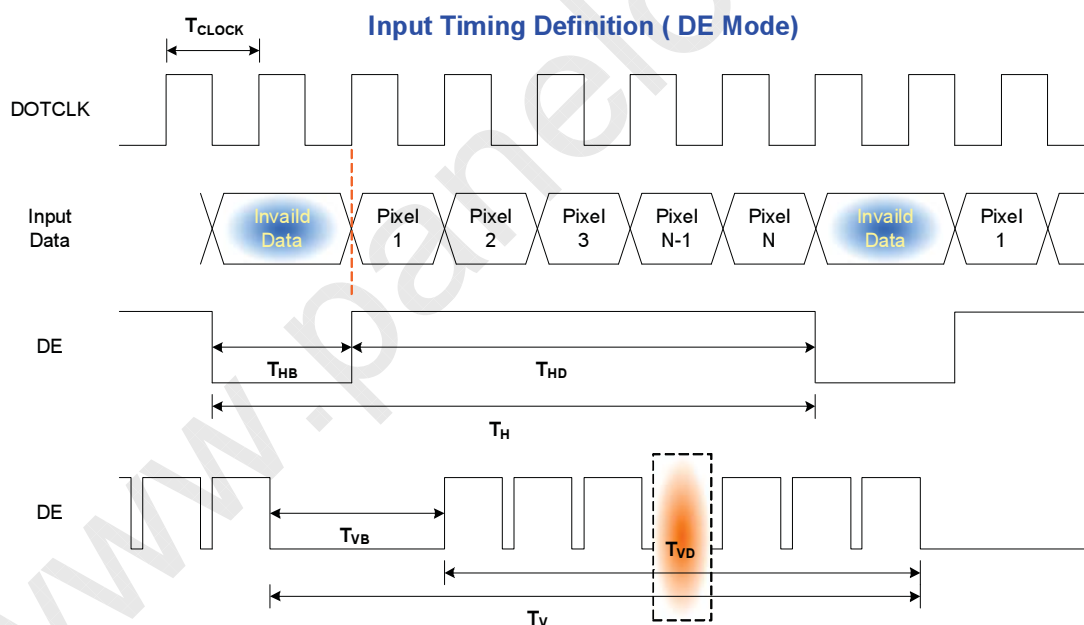 Input Timing Definition ( DE Mode)
TCLOCK
DOTCLK
Input
Data
Invaild
Data
Pixel
1
Pixel
2
Pixel
3
Pixel
N-1
Pixel
N
Invaild
Data
Pixel
1
DE
THB
THD
TH
DE
TVB
TVD
TV
www.panelo